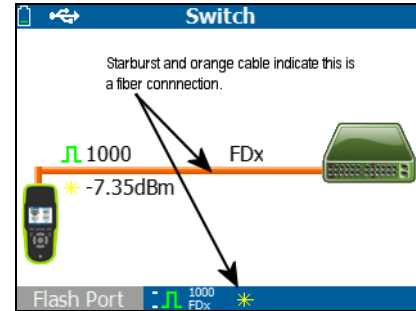 Switch
Starburst and orange cable indicate this is
a fiber connnection.
1000 FDx
-7.35dBm
Flash Port 1000
FDx